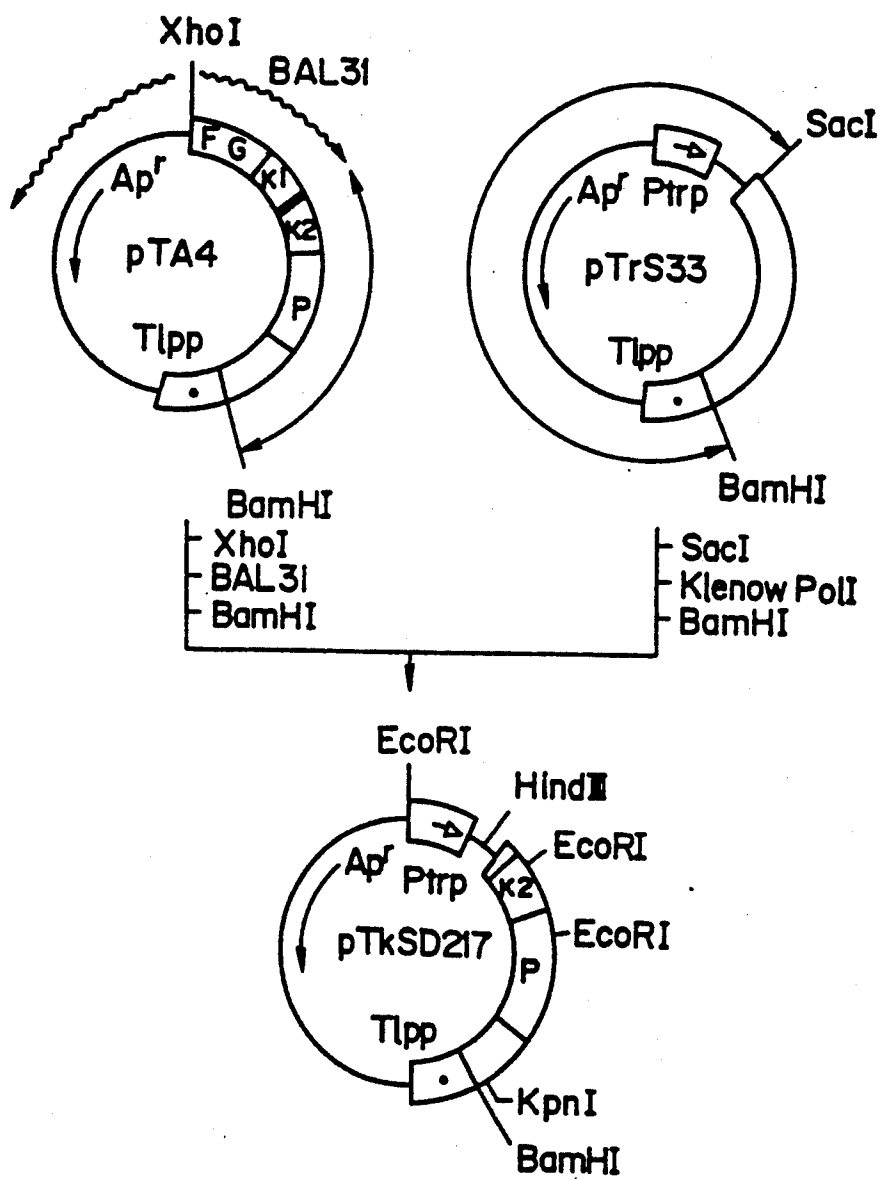 XhoI
BAL31
F G K1 K2 P
Apʳ
pTA4
Tlpp
BamHI
SacI
Apʳ Ptrp
pTrS33
Tlpp
BamHI
XhoI
BAL31
BamHI
SacI
Klenow PolI
BamHI
EcoRI
HindⅢ
EcoRI
Apʳ Ptrp K2
EcoRI
pTkSD217
P
Tlpp
KpnI
BamHI